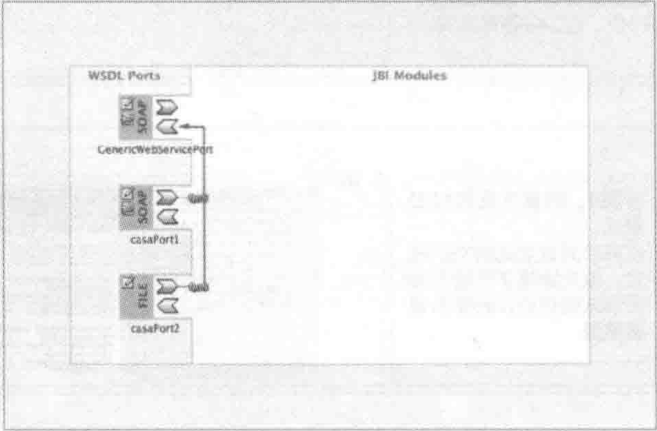 WSDL Ports
JBI Modules
SOAP
GenericWebServicePort
SOAP
casaPort1
FILE
casaPort2